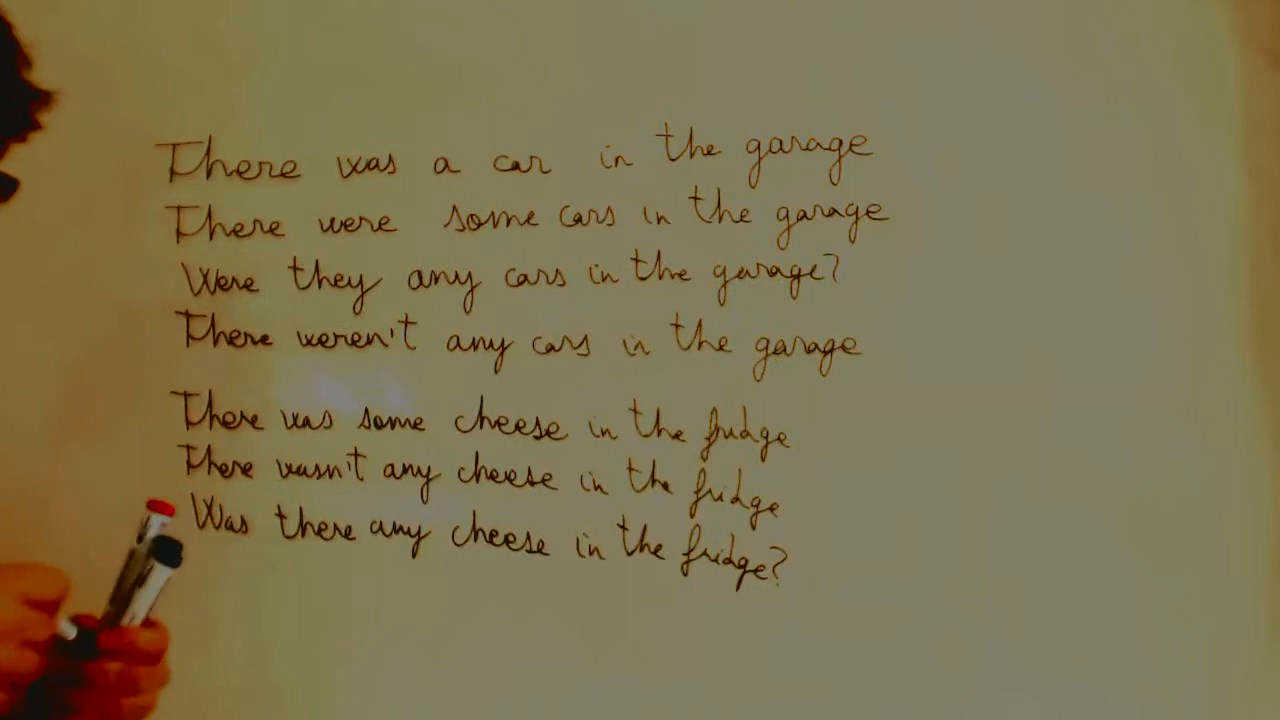 There was a car in the garage
There were some cars in the garage
Were they any cars in the garage?
There weren't any cars in the garage
There was some cheese in the fridge
There wasn't any cheese in the fridge
Was there any cheese in the fridge?